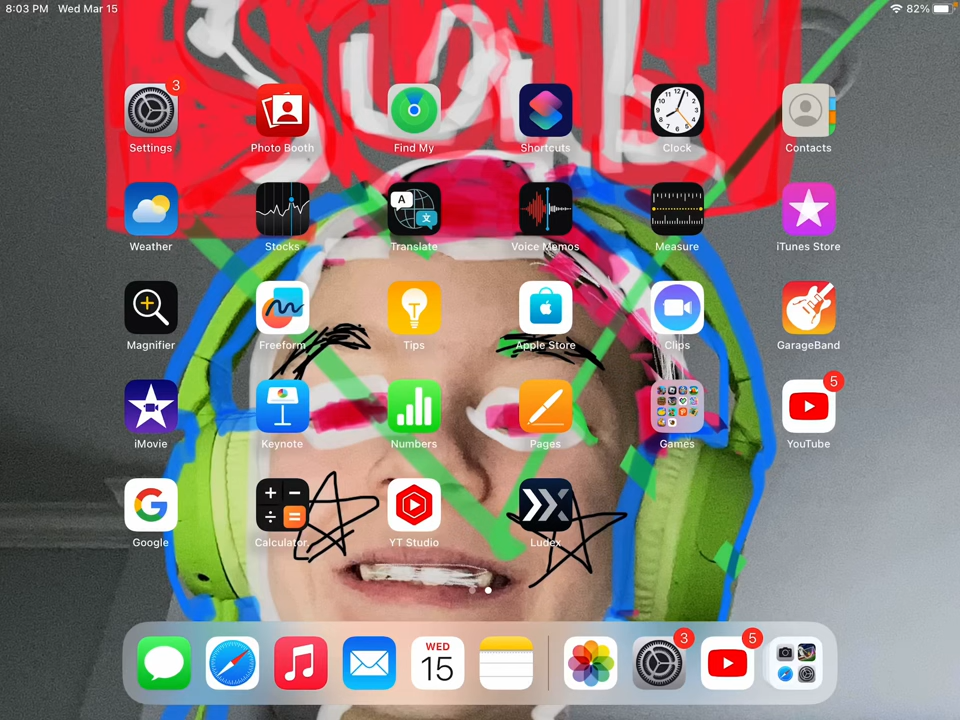 8:03 PM Wed Mar 15 82%
3
Settings Photo Booth Find My Shortcuts Clock Contacts
Weather Stocks Translate Voice Memos Measure iTunes Store
Magnifier Freeform Tips Apple Store Clips GarageBand
5
iMovie Keynote Numbers Pages Games YouTube
Google Calculator YT Studio Ludex
3 5
WED
15